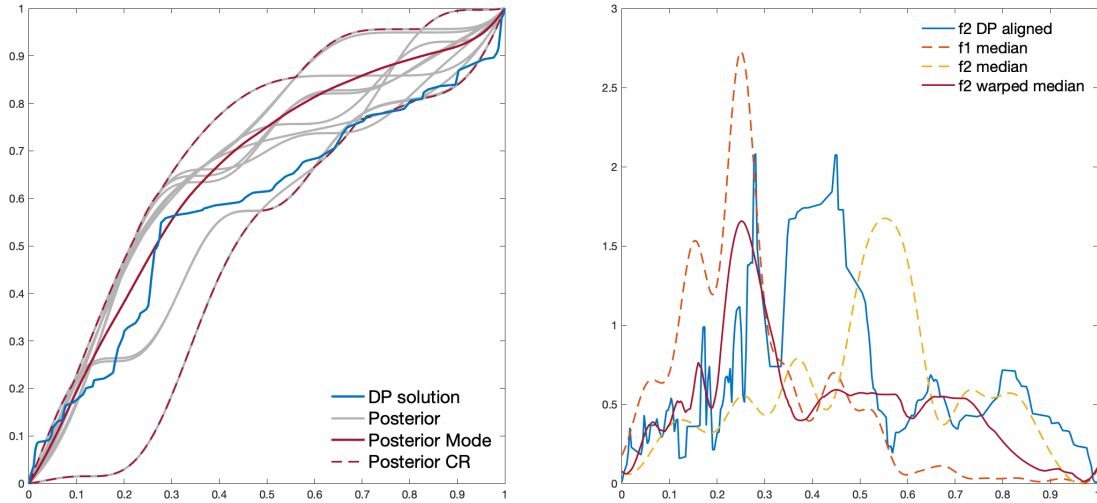 1
0.9
0.8
0.7
0.6
0.5
0.4
0.3
0.2
0.1
0
0 0.1 0.2 0.3 0.4 0.5 0.6 0.7 0.8 0.9 1
DP solution
Posterior
Posterior Mode
Posterior CR
3
2.5
2
1.5
1
0.5
0
0 0.1 0.2 0.3 0.4 0.5 0.6 0.7 0.8 0.9 1
f2 DP aligned
f1 median
f2 median
f2 warped median